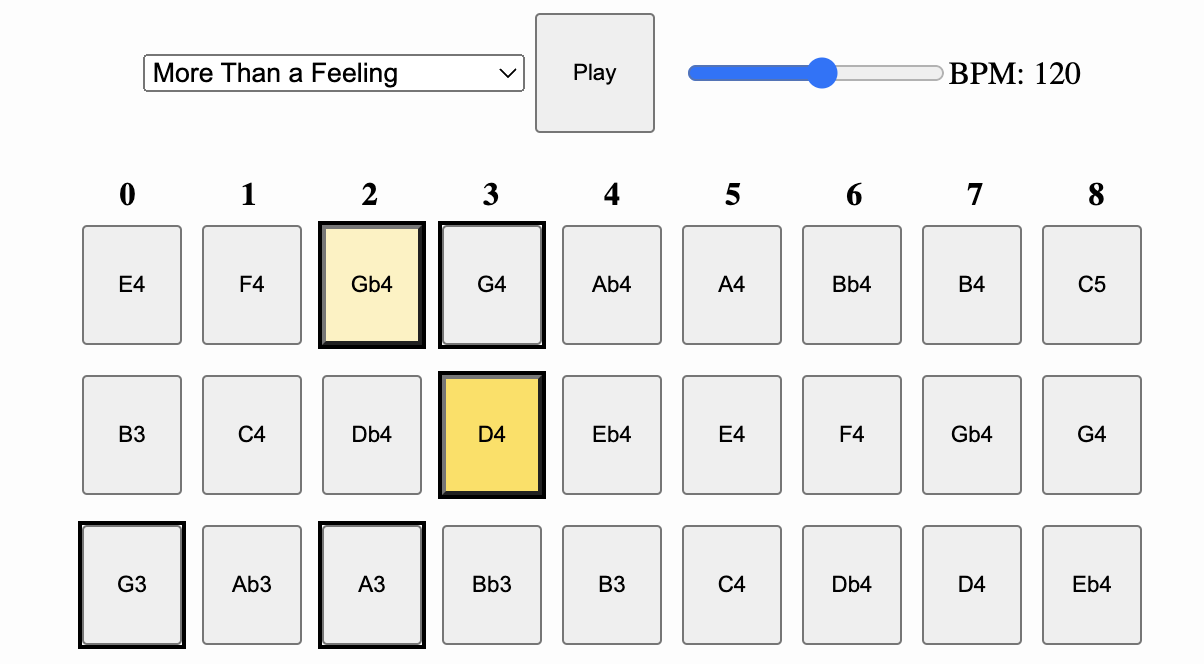 More Than a Feeling Play BPM: 120
0 1 2 3 4 5 6 7 8
E4 F4 Gb4 G4 Ab4 A4 Bb4 B4 C5
B3 C4 Db4 D4 Eb4 E4 F4 Gb4 G4
G3 Ab3 A3 Bb3 B3 C4 Db4 D4 Eb4